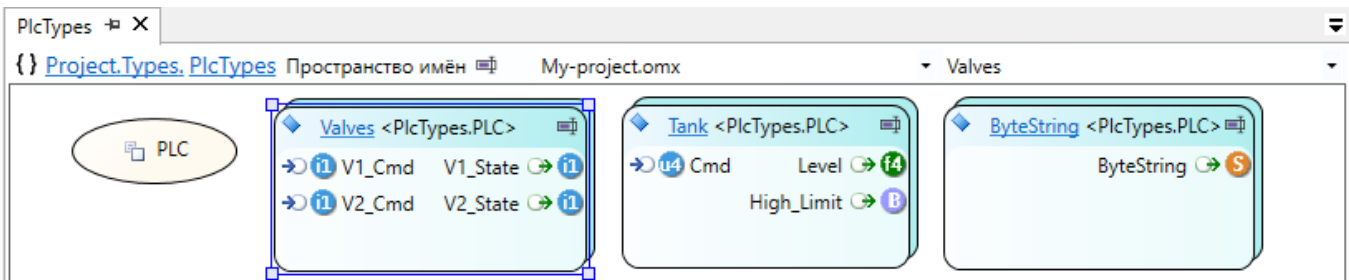 PlcTypes
{} Project.Types. PlcTypes Пространство имён My-project.omx Valves
PLC
Valves <PlcTypes.PLC>
i1 V1_Cmd V1_State i1
i1 V2_Cmd V2_State i1
Tank <PlcTypes.PLC>
u4 Cmd Level f4
High_Limit B
ByteString <PlcTypes.PLC>
ByteString S